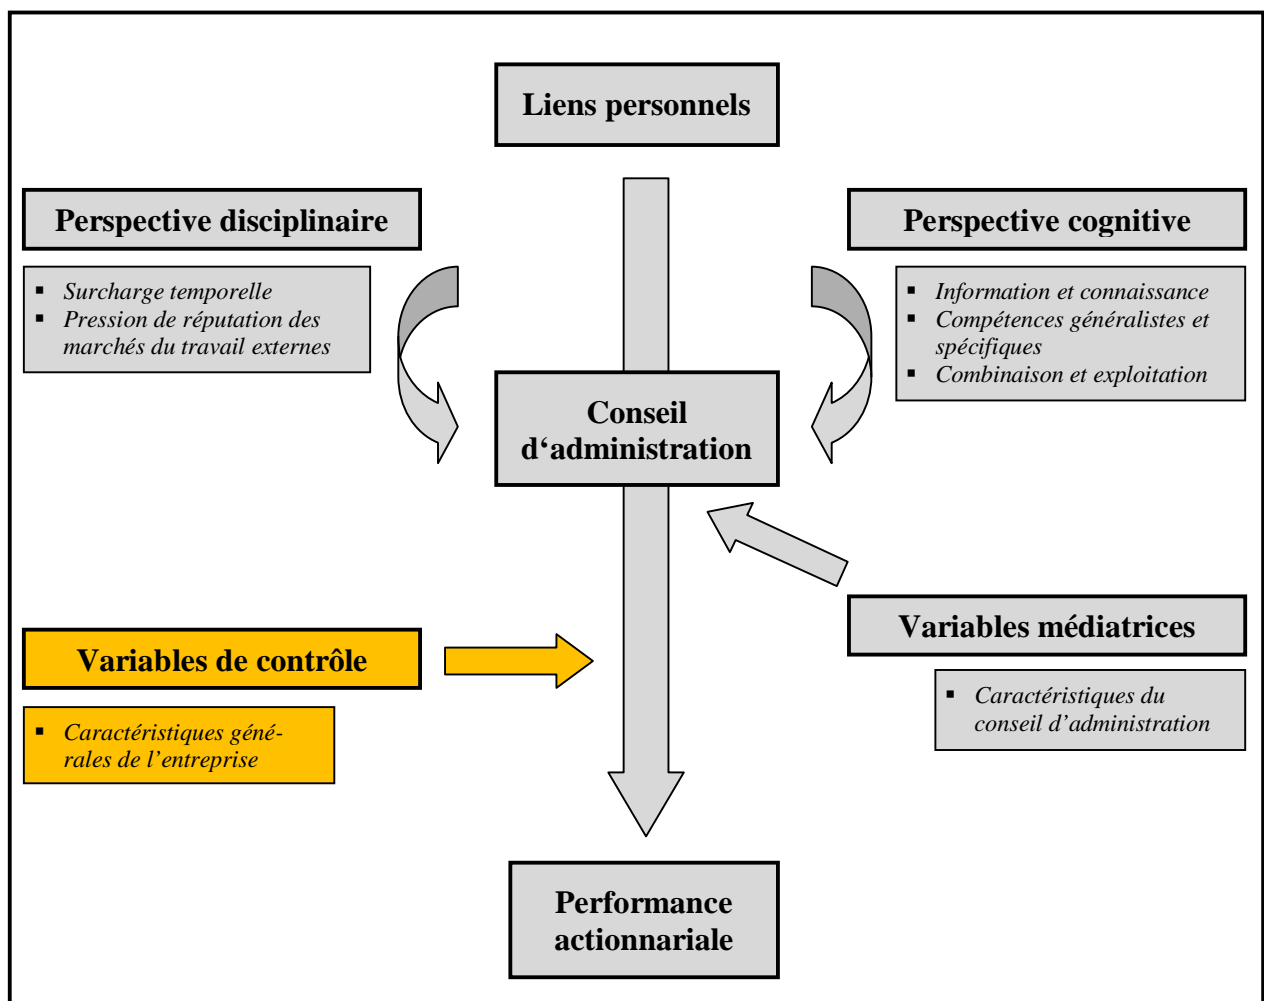 Liens personnels
Perspective disciplinaire
▪ Surcharge temporelle
▪ Pression de réputation des
marchés du travail externes
Perspective cognitive
▪ Information et connaissance
▪ Compétences généralistes et
spécifiques
▪ Combinaison et exploitation
Conseil
d‘administration
Variables de contrôle
▪ Caractéristiques géné-
rales de l’entreprise
Variables médiatrices
▪ Caractéristiques du
conseil d’administration
Performance
actionnariale